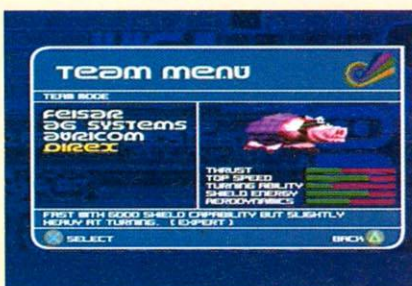 Team menu
TEAM MODE
FEISAR
AG SYSTEMS
AURICOM
DIREX
THRUST
TOP SPEED
TURNING ABILITY
SHIELD ENERGY
AERODYNAMICS
FAST WITH GOOD SHIELD CAPABILITY BUT SLIGHTLY
HEAVY AT TURNING. ( EXPERT )
SELECT
BACK